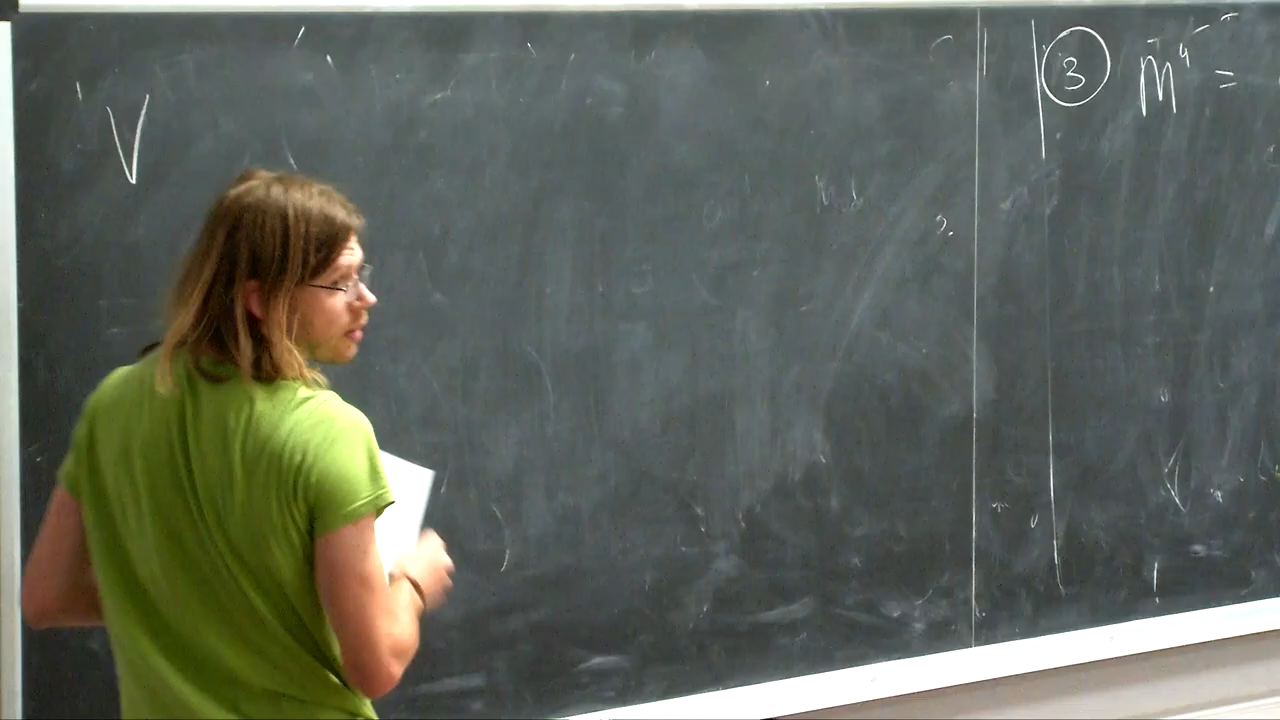 V
③ M⁴ =